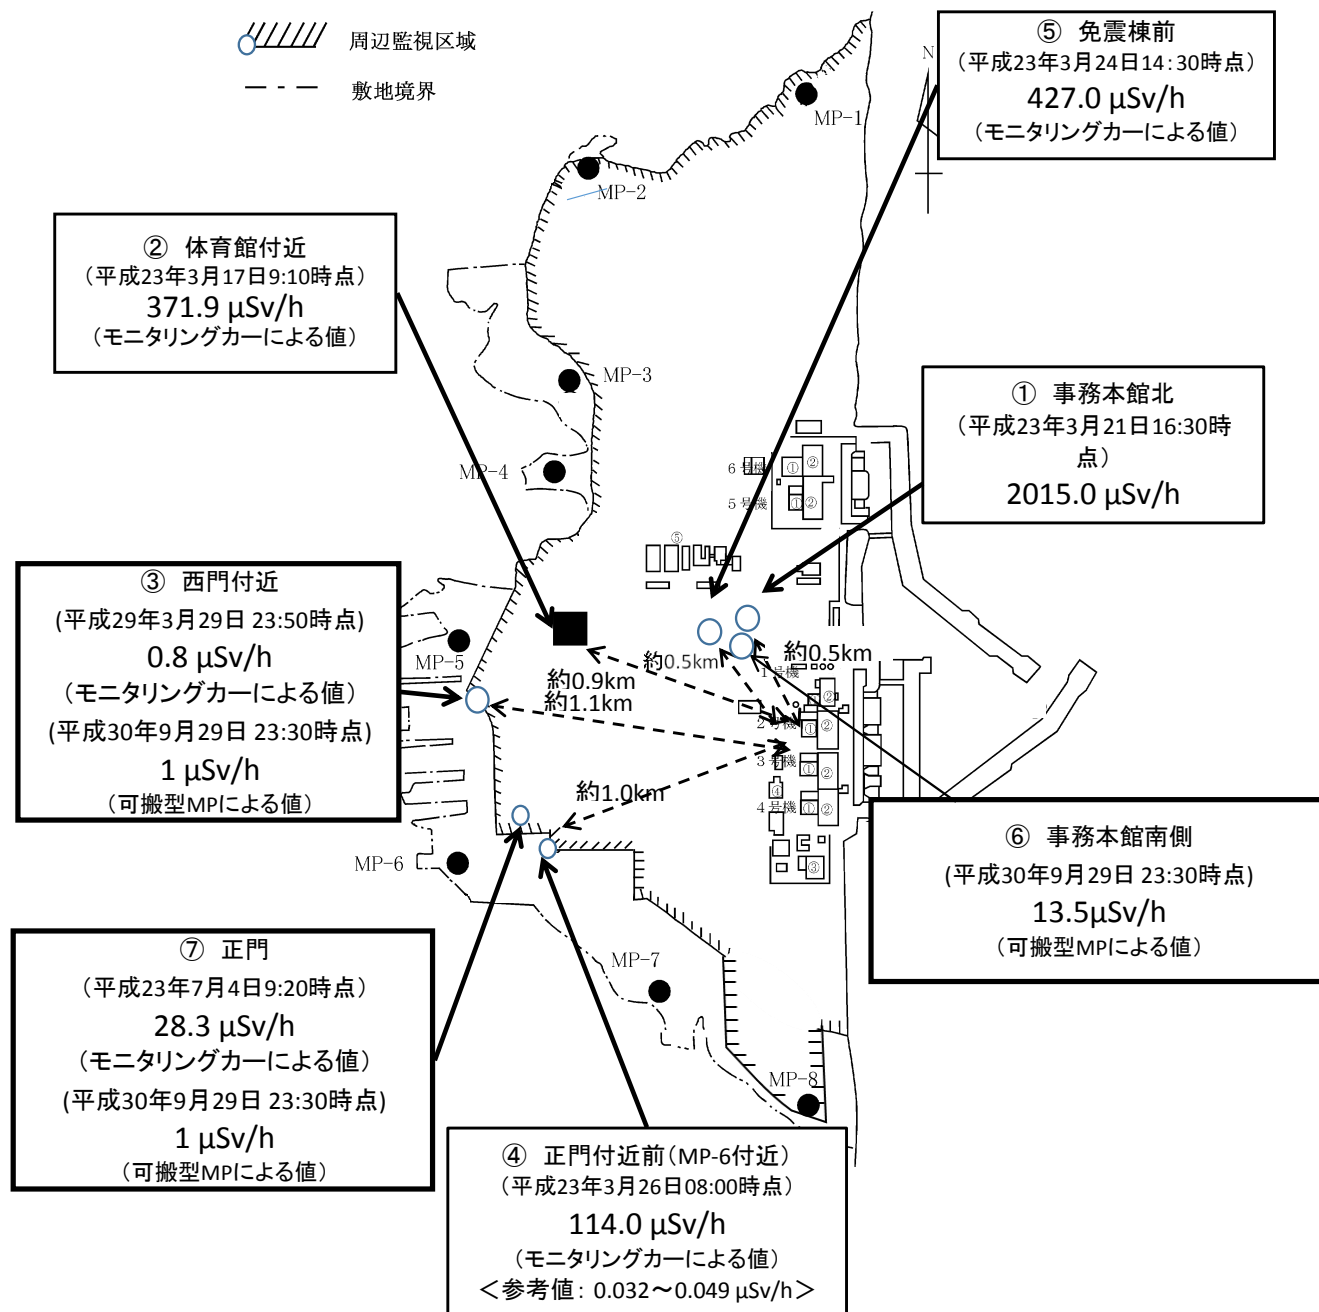 周辺監視区域
敷地境界
⑤ 免震棟前
（平成23年3月24日14：30時点）
427.0 μSv/h
（モニタリングカーによる値）
N
MP-1
MP-2
② 体育館付近
（平成23年3月17日9:10時点）
371.9 μSv/h
（モニタリングカーによる値）
MP-3
① 事務本館北
（平成23年3月21日16:30時
点）
2015.0 μSv/h
MP-4
6号機
① ②
5号機
① ②
⑤
③ 西門付近
(平成29年3月29日 23:50時点)
0.8 μSv/h
（モニタリングカーによる値）
(平成30年9月29日 23:30時点)
1 μSv/h
（可搬型MPによる値）
MP-5
約0.5km
約0.5km
1号機
②
約0.9km
約1.1km
2号機
① ②
3号機
① ②
④
約1.0km
4号機
① ②
③
MP-6
⑥ 事務本館南側
(平成30年9月29日 23:30時点)
13.5μSv/h
（可搬型MPによる値）
⑦ 正門
（平成23年7月4日9:20時点）
28.3 μSv/h
（モニタリングカーによる値）
(平成30年9月29日 23:30時点)
1 μSv/h
（可搬型MPによる値）
MP-7
MP-8
④ 正門付近前（MP-6付近）
（平成23年3月26日08:00時点）
114.0 μSv/h
（モニタリングカーによる値）
＜参考値： 0.032～0.049 μSv/h＞